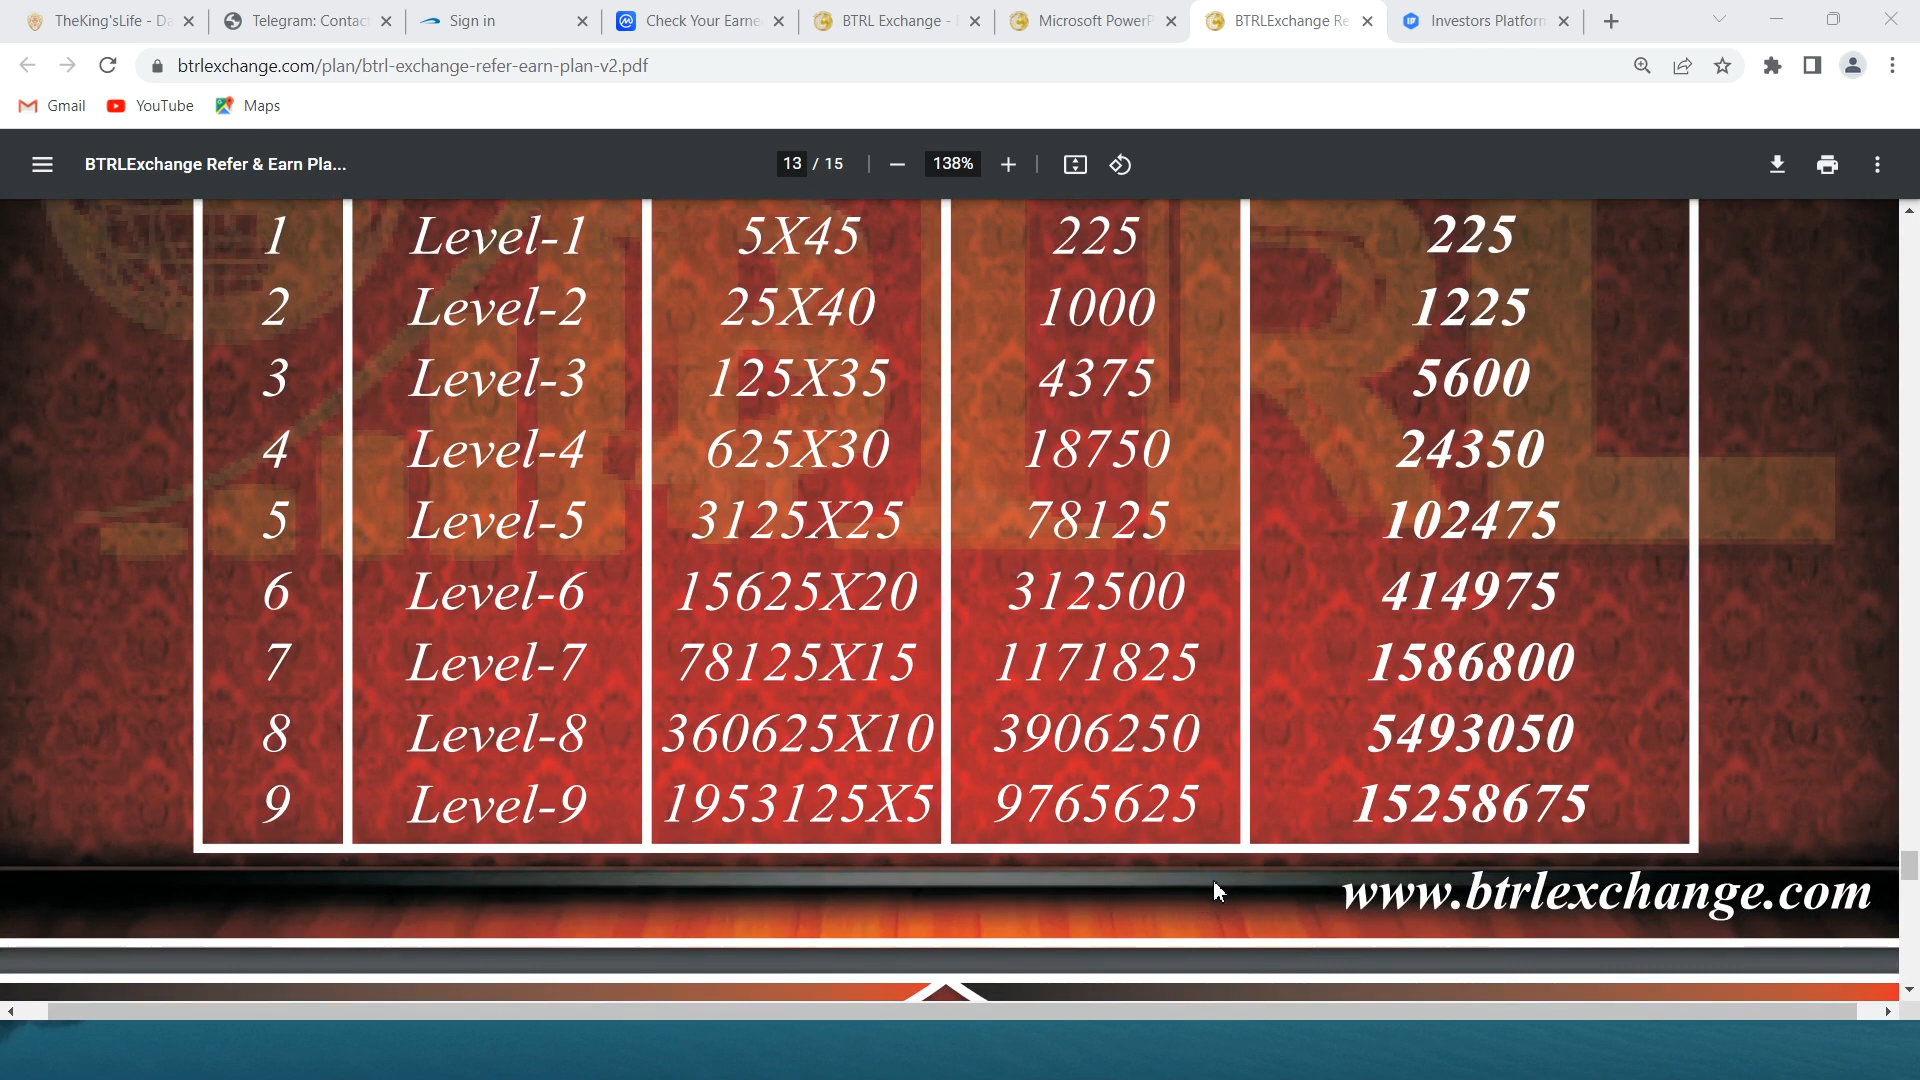 TheKing'sLife - Da
Telegram: Contact
Sign in
Check Your Earne
BTRL Exchange -
Microsoft PowerP
BTRLExchange Re
Investors Platform
btrlexchange.com/plan/btrl-exchange-refer-earn-plan-v2.pdf
Gmail YouTube Maps
BTRLExchange Refer & Earn Pla... 13 / 15 138%
1 Level-1 5X45 225 225
2 Level-2 25X40 1000 1225
3 Level-3 125X35 4375 5600
4 Level-4 625X30 18750 24350
5 Level-5 3125X25 78125 102475
6 Level-6 15625X20 312500 414975
7 Level-7 78125X15 1171825 1586800
8 Level-8 360625X10 3906250 5493050
9 Level-9 1953125X5 9765625 15258675
www.btrlexchange.com